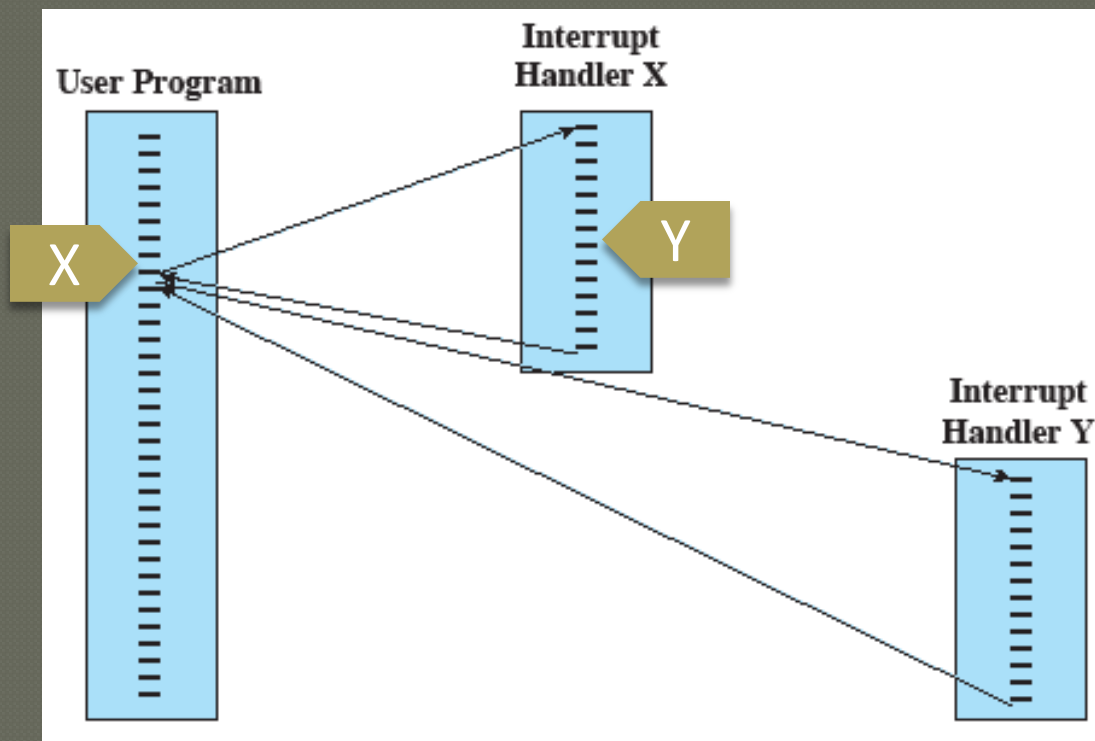 Interrupt
Handler X
User Program
X
Y
Interrupt
Handler Y